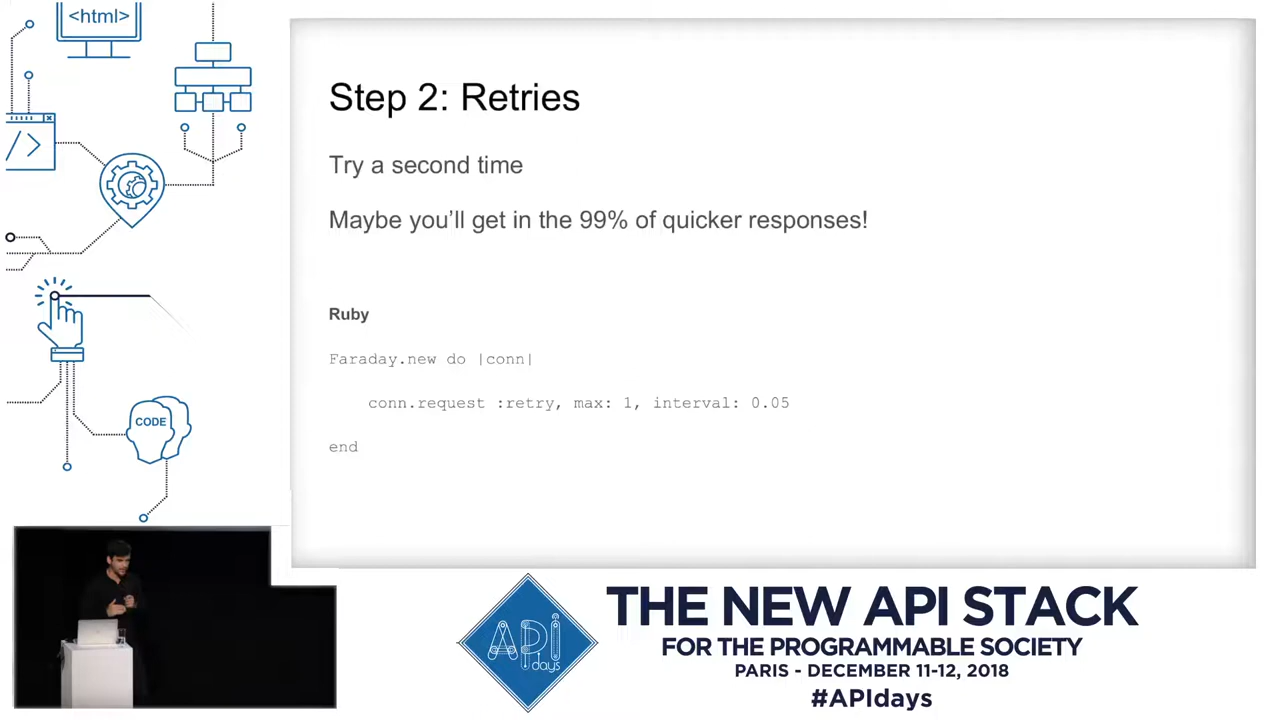 <html>
</>
CODE
Step 2: Retries
Try a second time
Maybe you'll get in the 99% of quicker responses!
Ruby
Faraday.new do |conn|
conn.request :retry, max: 1, interval: 0.05
end
API
days
THE NEW API STACK
FOR THE PROGRAMMABLE SOCIETY
PARIS - DECEMBER 11-12, 2018
#APIdays